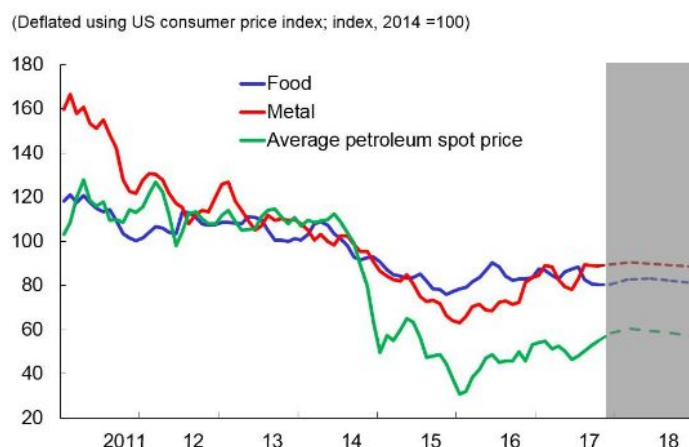 (Deflated using US consumer price index; index, 2014 =100)
180
160
140
120
100
80
60
40
20
Food
Metal
Average petroleum spot price
2011 12 13 14 15 16 17 18